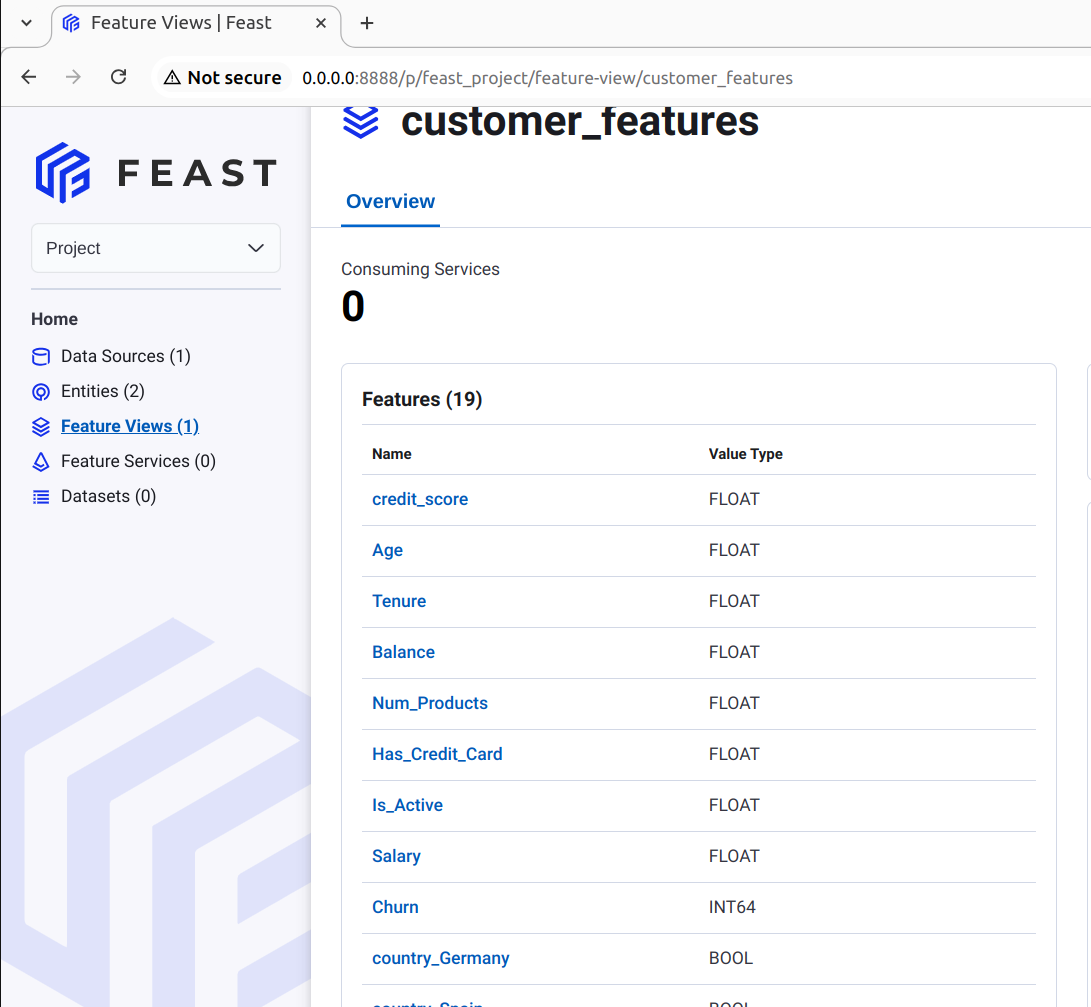 Feature Views | Feast
Not secure 0.0.0.0:8888/p/feast_project/feature-view/customer_features
FEAST
Project
Home
Data Sources (1)
Entities (2)
Feature Views (1)
Feature Services (0)
Datasets (0)
customer_features
Overview
Consuming Services
0
Features (19)
Name Value Type
credit_score FLOAT
Age FLOAT
Tenure FLOAT
Balance FLOAT
Num_Products FLOAT
Has_Credit_Card FLOAT
Is_Active FLOAT
Salary FLOAT
Churn INT64
country_Germany BOOL
country_Spain BOOL